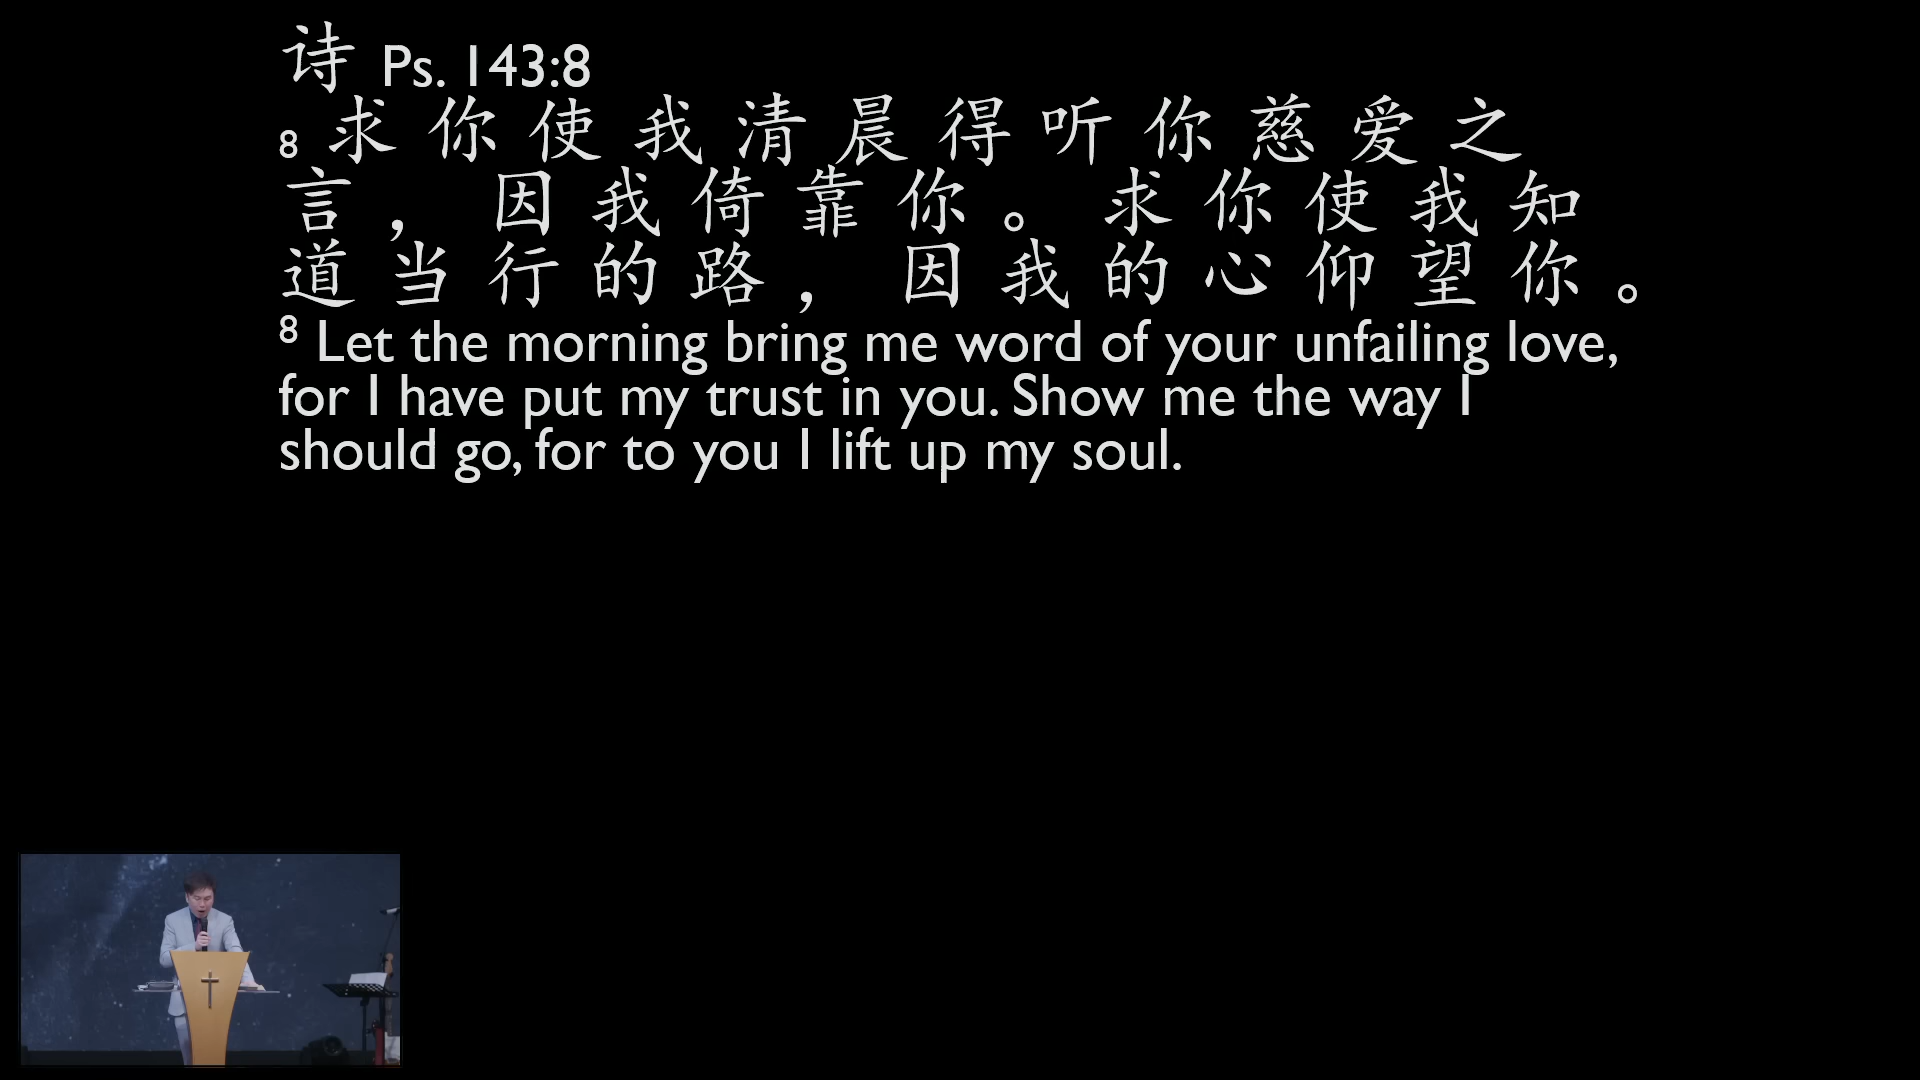 诗 Ps. 143:8
8 求你使我清晨得听你慈爱之
言，因我倚靠你。求你使我知
道当行的路，因我的心仰望你。
8 Let the morning bring me word of your unfailing love,
for I have put my trust in you. Show me the way I
should go, for to you I lift up my soul.